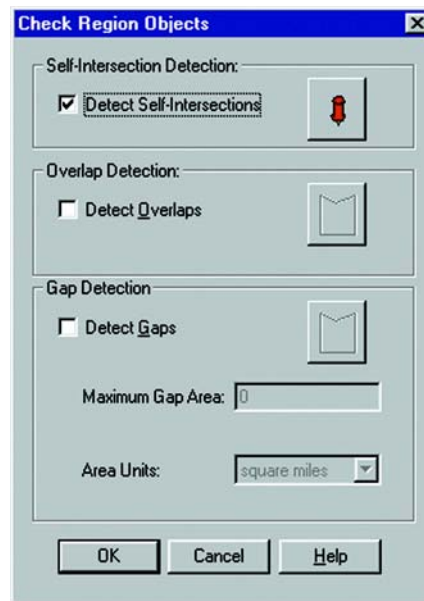 Check Region Objects
Self-Intersection Detection:
Detect Self-Intersections
Overlap Detection:
Detect Overlaps
Gap Detection
Detect Gaps
Maximum Gap Area: 0
Area Units: square miles
OK Cancel Help